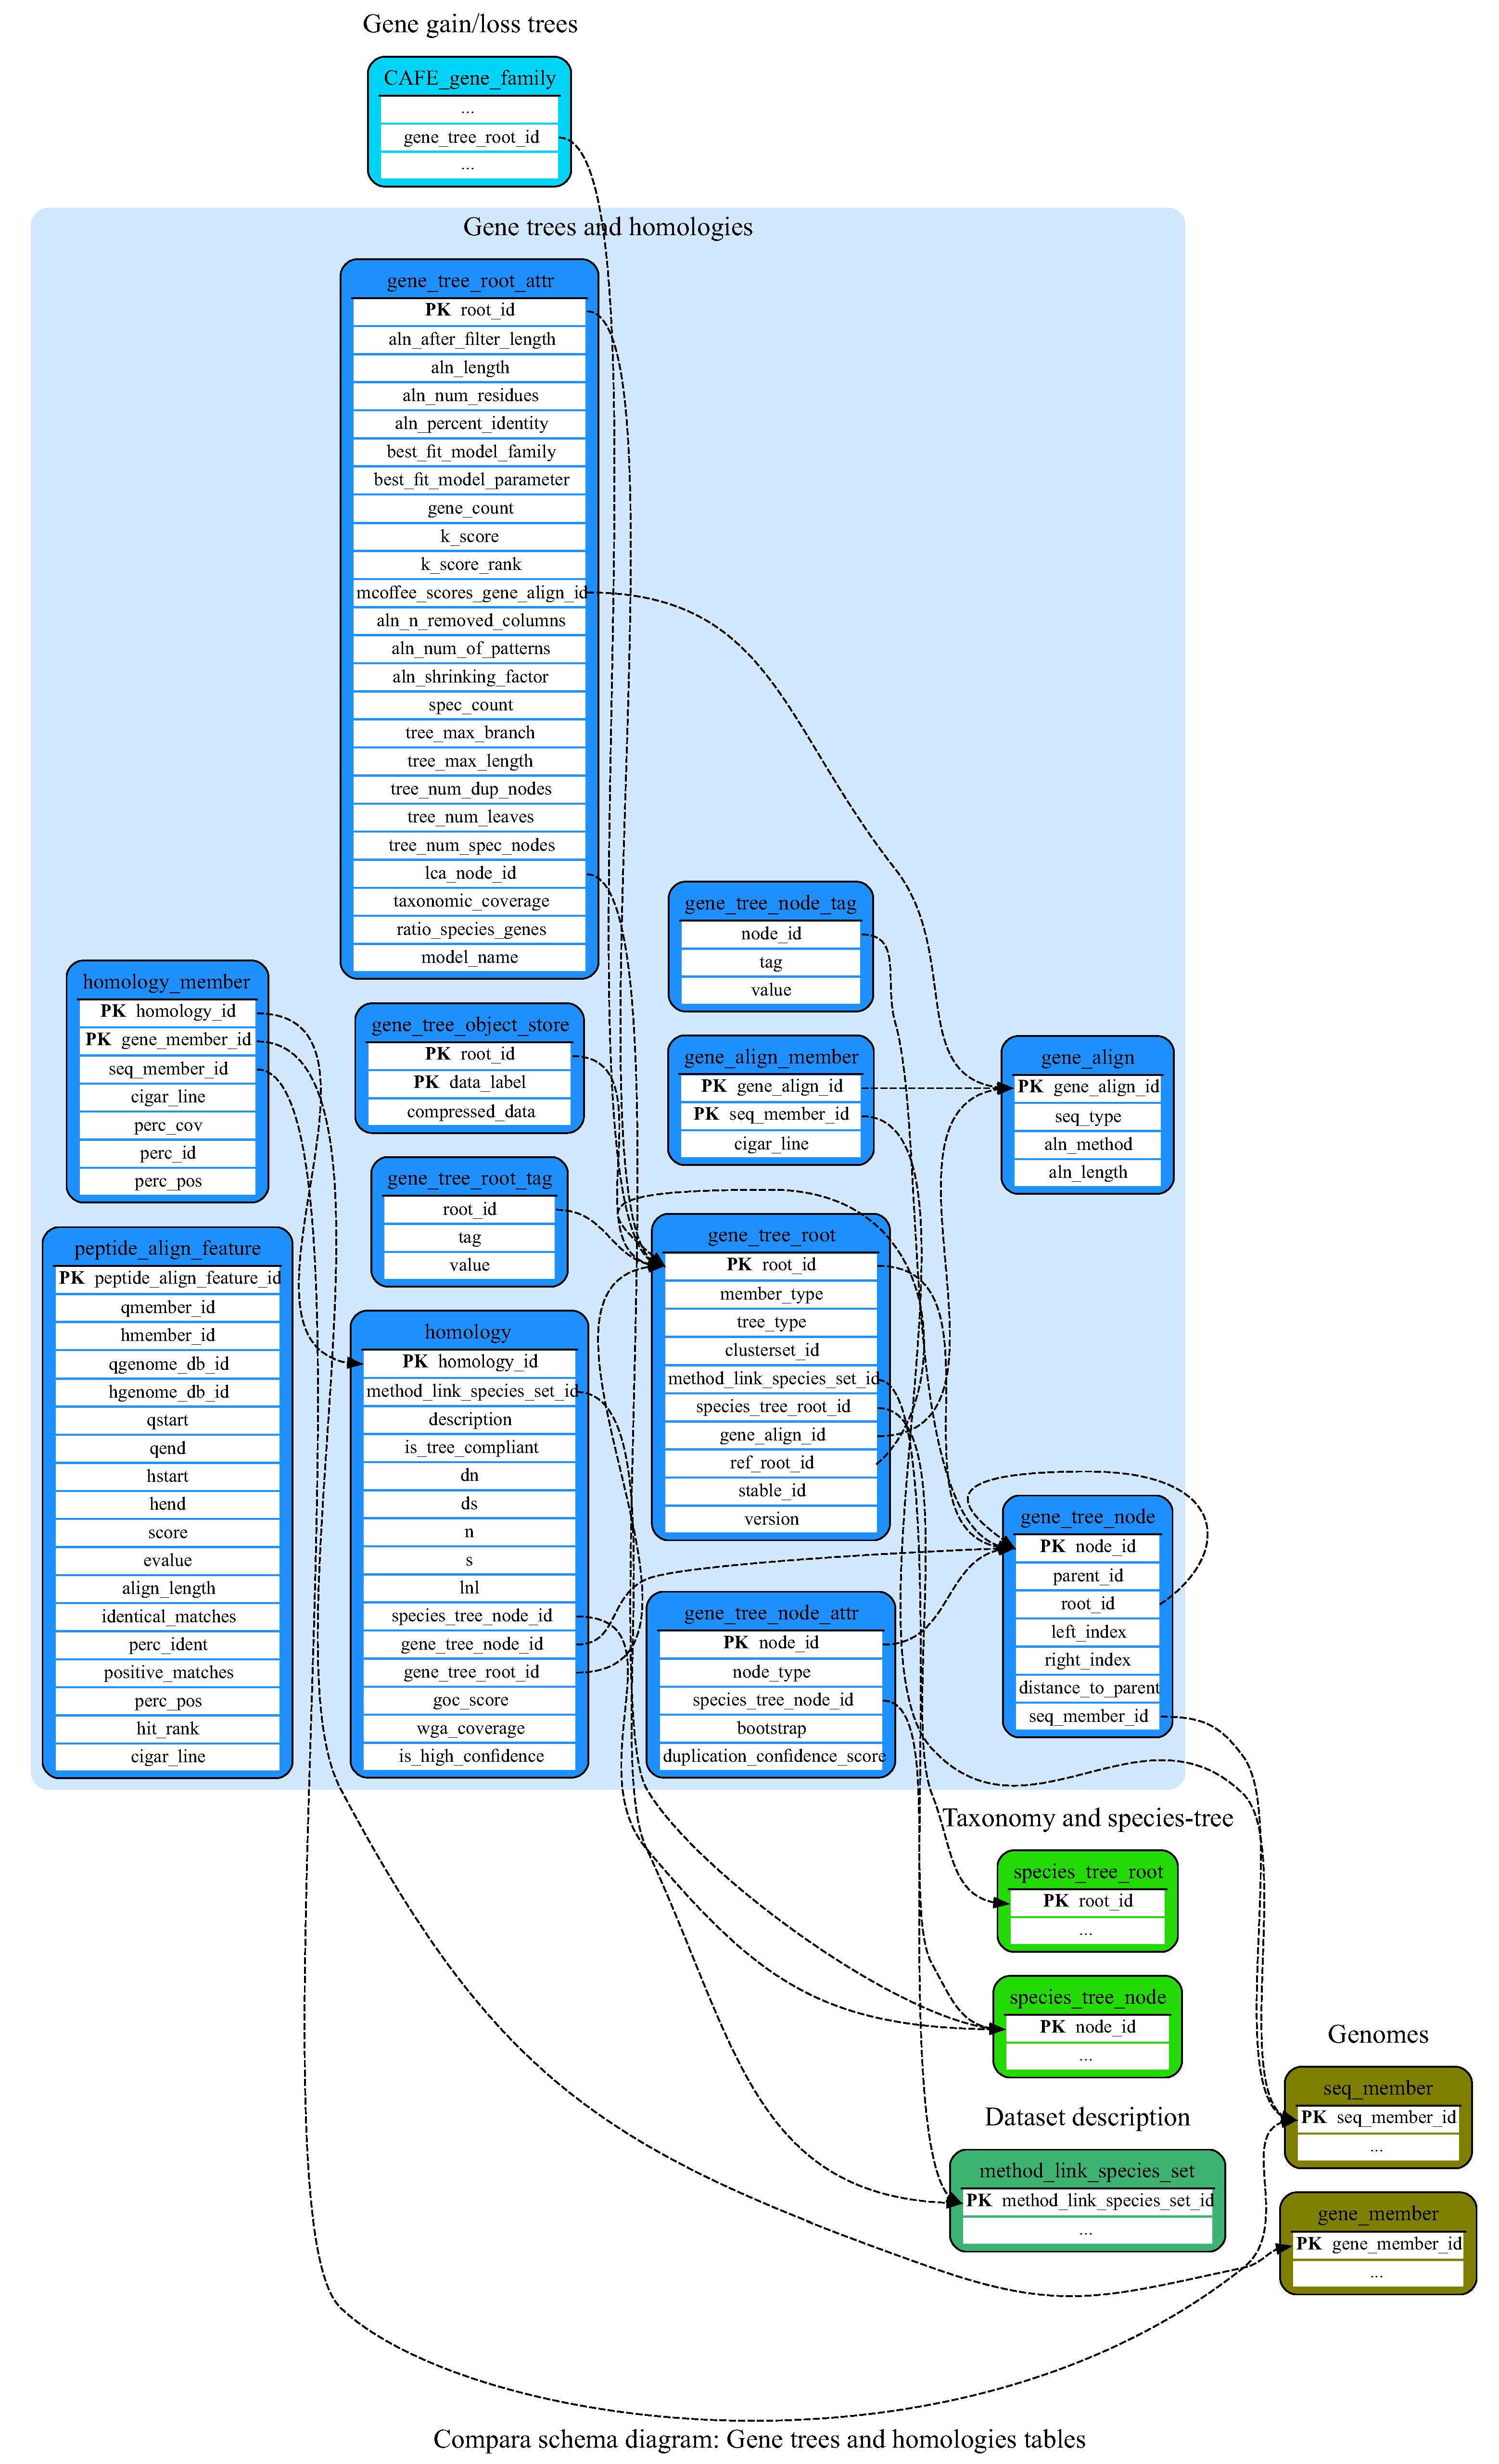 Gene gain/loss trees
CAFE_gene_family
...
gene_tree_root_id
...
Gene trees and homologies
gene_tree_root_attr
PK root_id
aln_after_filter_length
aln_length
aln_num_residues
aln_percent_identity
best_fit_model_family
best_fit_model_parameter
gene_count
k_score
k_score_rank
mcoffee_scores_gene_align_id
aln_n_removed_columns
aln_num_of_patterns
aln_shrinking_factor
spec_count
tree_max_branch
tree_max_length
tree_num_dup_nodes
tree_num_leaves
tree_num_spec_nodes
lca_node_id
taxonomic_coverage
ratio_species_genes
model_name
homology_member
PK homology_id
PK gene_member_id
seq_member_id
cigar_line
perc_cov
perc_id
perc_pos
peptide_align_feature
PK peptide_align_feature_id
qmember_id
hmember_id
qgenome_db_id
hgenome_db_id
qstart
qend
hstart
hend
score
evalue
align_length
identical_matches
perc_ident
positive_matches
perc_pos
hit_rank
cigar_line
gene_tree_object_store
PK root_id
PK data_label
compressed_data
gene_tree_root_tag
root_id
tag
value
homology
PK homology_id
method_link_species_set_id
description
is_tree_compliant
dn
ds
n
s
lnl
species_tree_node_id
gene_tree_node_id
gene_tree_root_id
goc_score
wga_coverage
is_high_confidence
gene_tree_node_tag
node_id
tag
value
gene_align_member
PK gene_align_id
PK seq_member_id
cigar_line
gene_tree_root
PK root_id
member_type
tree_type
clusterset_id
method_link_species_set_id
species_tree_root_id
gene_align_id
ref_root_id
stable_id
version
gene_tree_node_attr
PK node_id
node_type
species_tree_node_id
bootstrap
duplication_confidence_score
gene_align
PK gene_align_id
seq_type
aln_method
aln_length
gene_tree_node
PK node_id
parent_id
root_id
left_index
right_index
distance_to_parent
seq_member_id
Taxonomy and species-tree
species_tree_root
PK root_id
...
species_tree_node
PK node_id
...
Dataset description
method_link_species_set
PK method_link_species_set_id
...
Genomes
seq_member
PK seq_member_id
...
gene_member
PK gene_member_id
...
Compara schema diagram: Gene trees and homologies tables